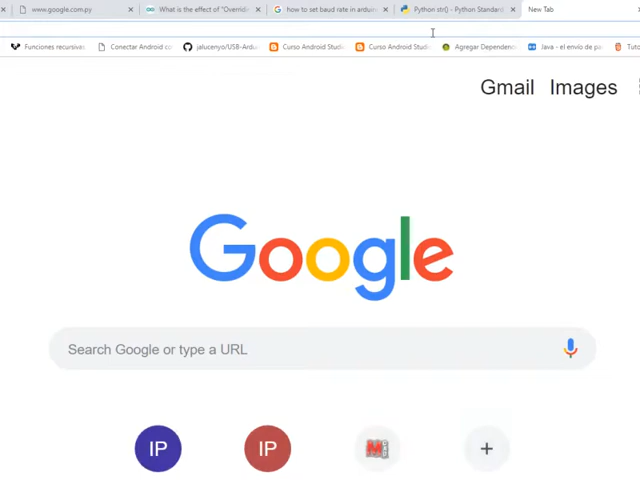 www.google.com.py
What is the effect of "Overridi
how to set baud rate in arduin
Python str() - Python Standard
New Tab
Funciones recursivas
Conectar Android co
jalucenyo/USB-Ardui
Curso Android Studi
Curso Android Studi
Agregar Dependenc
Java - el envío de pa
Tuto
Gmail Images
Google
Search Google or type a URL
IP
IP